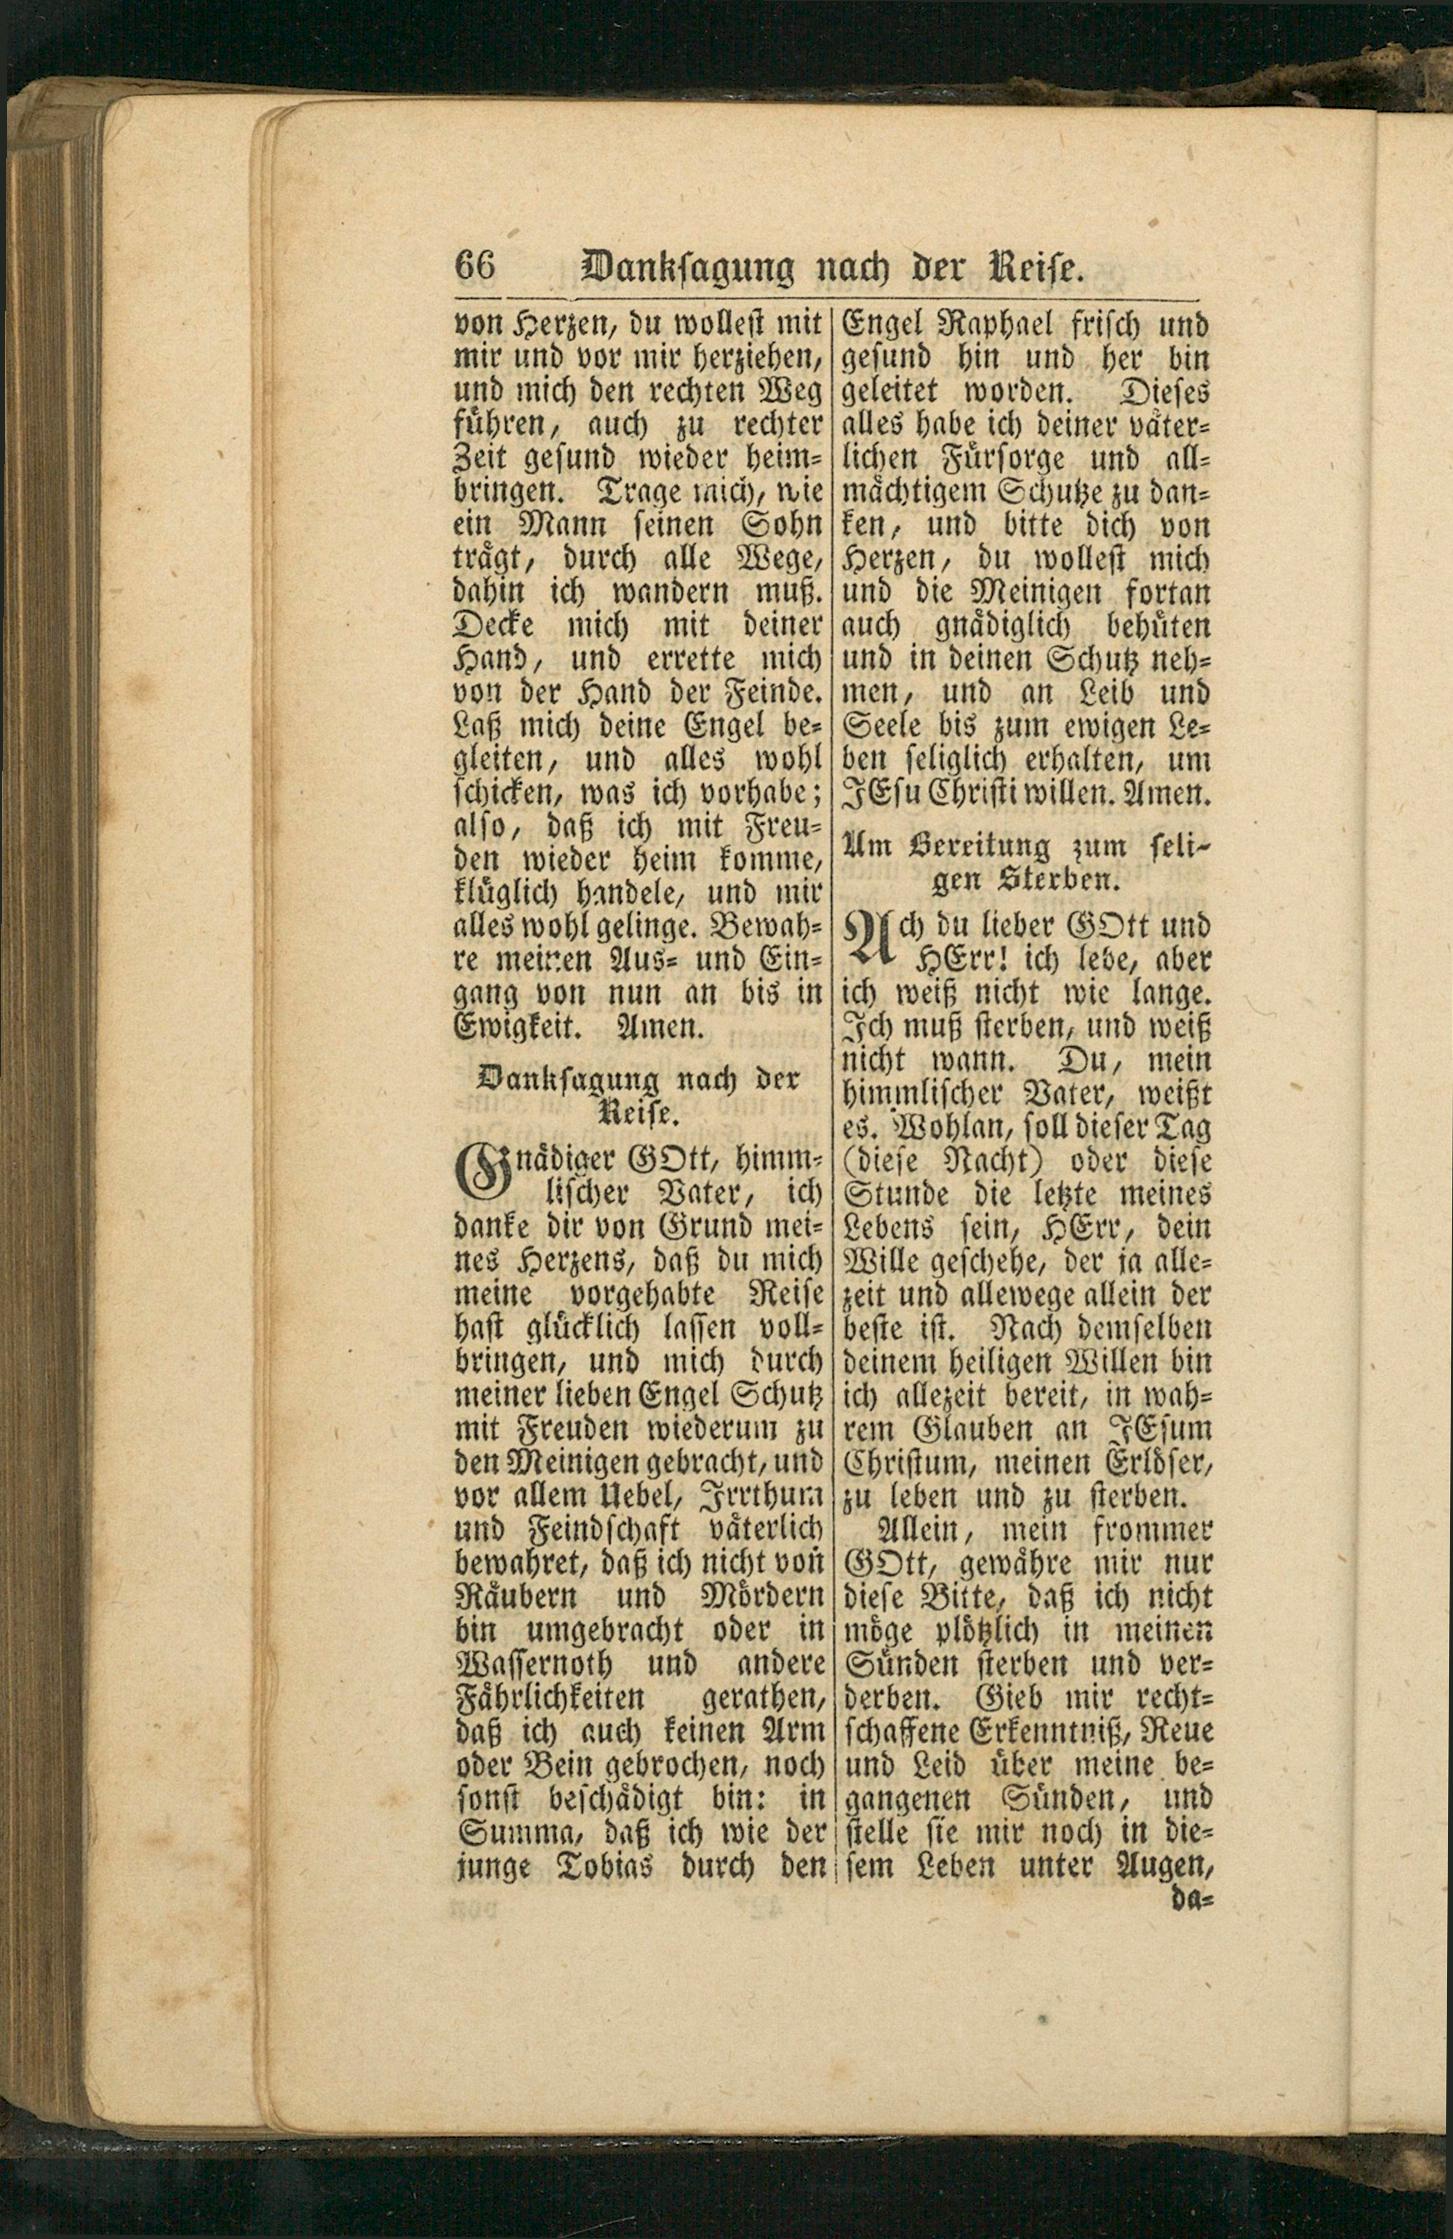 66 Danksagung nach der Reise.
von Herzen, du wollest mit
mir und vor mir herziehen,
und mich den rechten Weg
führen, auch zu rechter
Zeit gesund wieder heim-
bringen. Trage mich, wie
ein Mann seinen Sohn
trägt, durch alle Wege,
dahin ich wandern muß.
Decke mich mit deiner
Hand, und errette mich
von der Hand der Feinde.
Laß mich deine Engel be-
gleiten, und alles wohl
schicken, was ich vorhabe;
also, daß ich mit Freu-
den wieder heim komme,
klüglich handele, und mir
alles wohl gelinge. Bewah-
re meinen Aus- und Ein-
gang von nun an bis in
Ewigkeit. Amen.
Danksagung nach der
Reise.
Gnädiger GOtt, himm-
lischer Vater, ich
danke dir von Grund mei-
nes Herzens, daß du mich
meine vorgehabte Reise
hast glücklich lassen voll-
bringen, und mich durch
meiner lieben Engel Schutz
mit Freuden wiederum zu
den Meinigen gebracht, und
vor allem Uebel, Irrthum
und Feindschaft väterlich
bewahret, daß ich nicht von
Räubern und Mördern
bin umgebracht oder in
Wassernoth und andere
Fährlichkeiten gerathen,
daß ich auch keinen Arm
oder Bein gebrochen, noch
sonst beschädigt bin: in
Summa, daß ich wie der
junge Tobias durch den
Engel Raphael frisch und
gesund hin und her bin
geleitet worden. Dieses
alles habe ich deiner väter-
lichen Fürsorge und all-
mächtigem Schutze zu dan-
ken, und bitte dich von
Herzen, du wollest mich
und die Meinigen fortan
auch gnädiglich behüten
und in deinen Schutz neh-
men, und an Leib und
Seele bis zum ewigen Le-
ben seliglich erhalten, um
JEsu Christi willen. Amen.
Um Bereitung zum seli-
gen Sterben.
Ach du lieber GOtt und
HErr! ich lebe, aber
ich weiß nicht wie lange.
Ich muß sterben, und weiß
nicht wann. Du, mein
himmlischer Vater, weißt
es. Wohlan, soll dieser Tag
(diese Nacht) oder diese
Stunde die letzte meines
Lebens sein, HErr, dein
Wille geschehe, der ja alle-
zeit und allewege allein der
beste ist. Nach demselben
deinem heiligen Willen bin
ich allezeit bereit, in wah-
rem Glauben an JEsum
Christum, meinen Erlöser,
zu leben und zu sterben.
Allein, mein frommer
GOtt, gewähre mir nur
diese Bitte, daß ich nicht
möge plötzlich in meinen
Sünden sterben und ver-
derben. Gieb mir recht-
schaffene Erkenntniß, Reue
und Leid über meine be-
gangenen Sünden, und
stelle sie mir noch in die-
sem Leben unter Augen,
da-